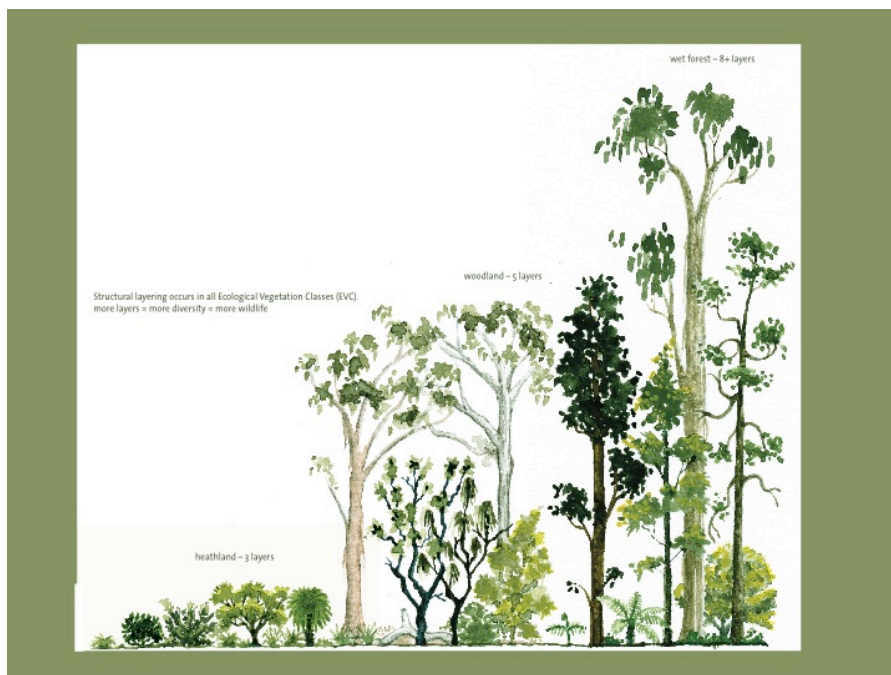 wet forest – 8+ layers
woodland – 5 layers
Structural layering occurs in all Ecological Vegetation Classes (EVC).
more layers = more diversity = more wildlife
heathland – 3 layers